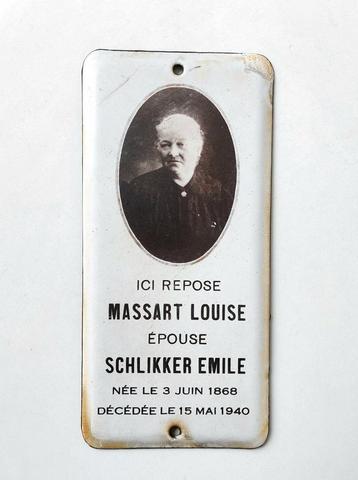 ICI REPOSE
MASSART LOUISE
ÉPOUSE
SCHLIKKER EMILE
NÉE LE 3 JUIN 1868
DÉCÉDÉE LE 15 MAI 1940